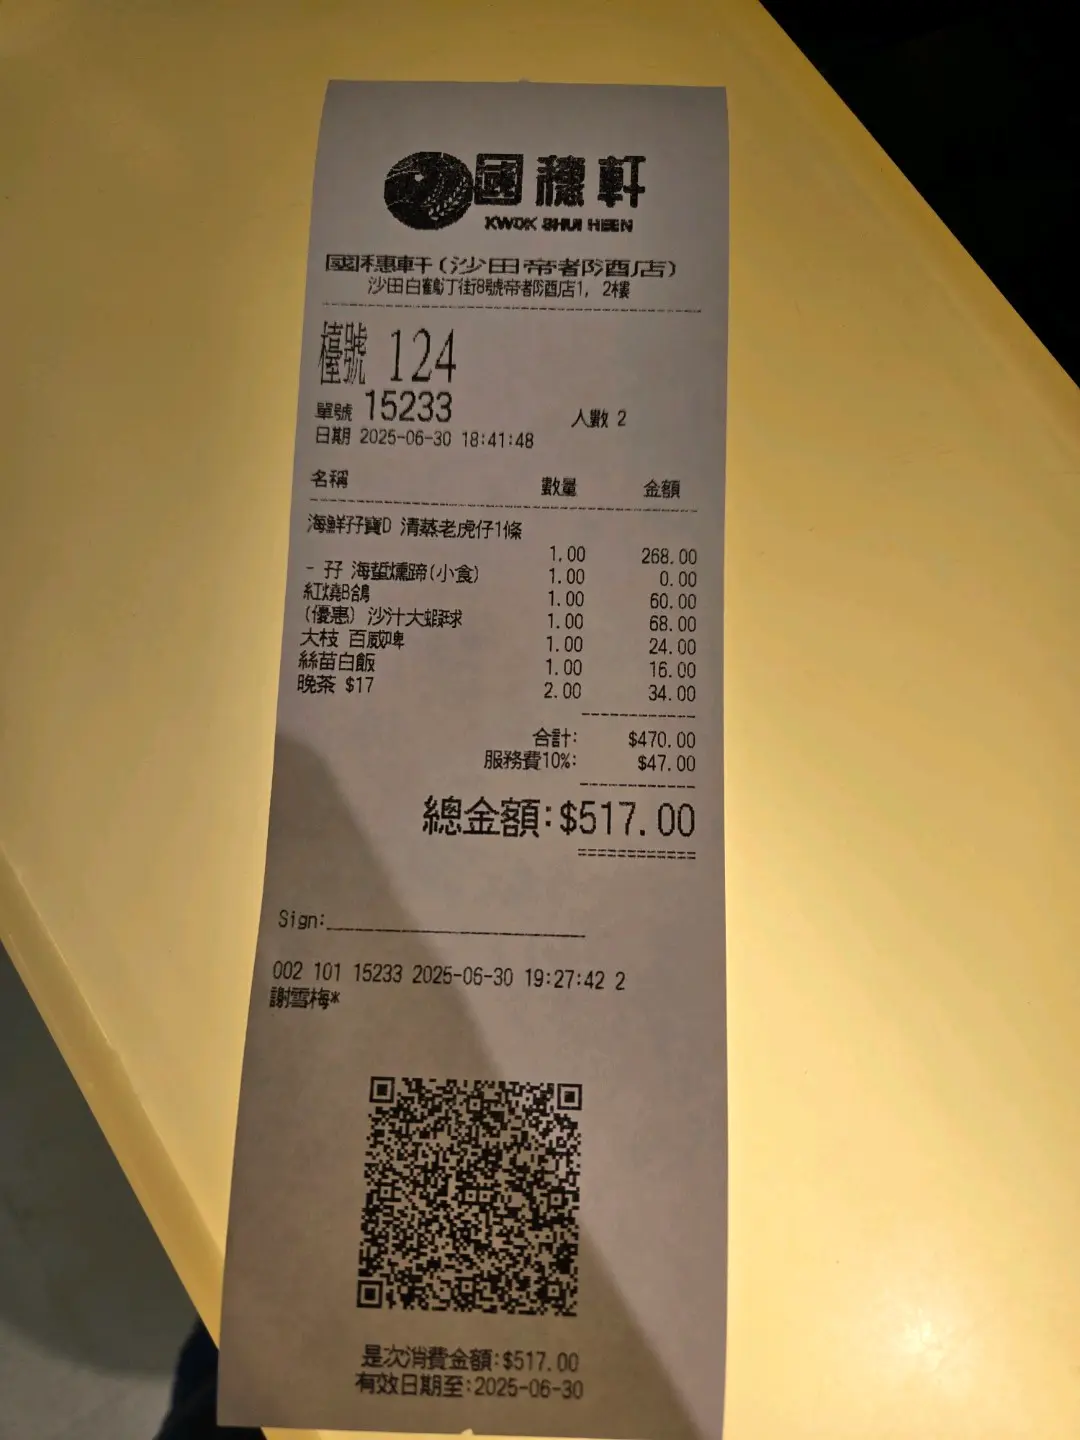 國穗軒
KWOK SHUI HEEN
國穗軒(沙田帝都酒店)
沙田白鶴汀街8號帝都酒店1, 2樓
檯號 124
單號 15233 人數 2
日期 2025-06-30 18:41:48
名稱 數量 金額
海鮮孖寶D 清蒸老虎仔1條
1.00 268.00
- 孖 海蜇燻蹄(小食) 1.00 0.00
紅燒B鴿 1.00 60.00
(優惠) 沙汁大蝦球 1.00 68.00
大枝 百威啤 1.00 24.00
絲苗白飯 1.00 16.00
晚茶 $17 2.00 34.00
合計: $470.00
服務費10%: $47.00
總金額:$517.00
============
Sign:
002 101 15233 2025-06-30 19:27:42 2
謝雪梅*
是次消費金額:$517.00
有效日期至:2025-06-30